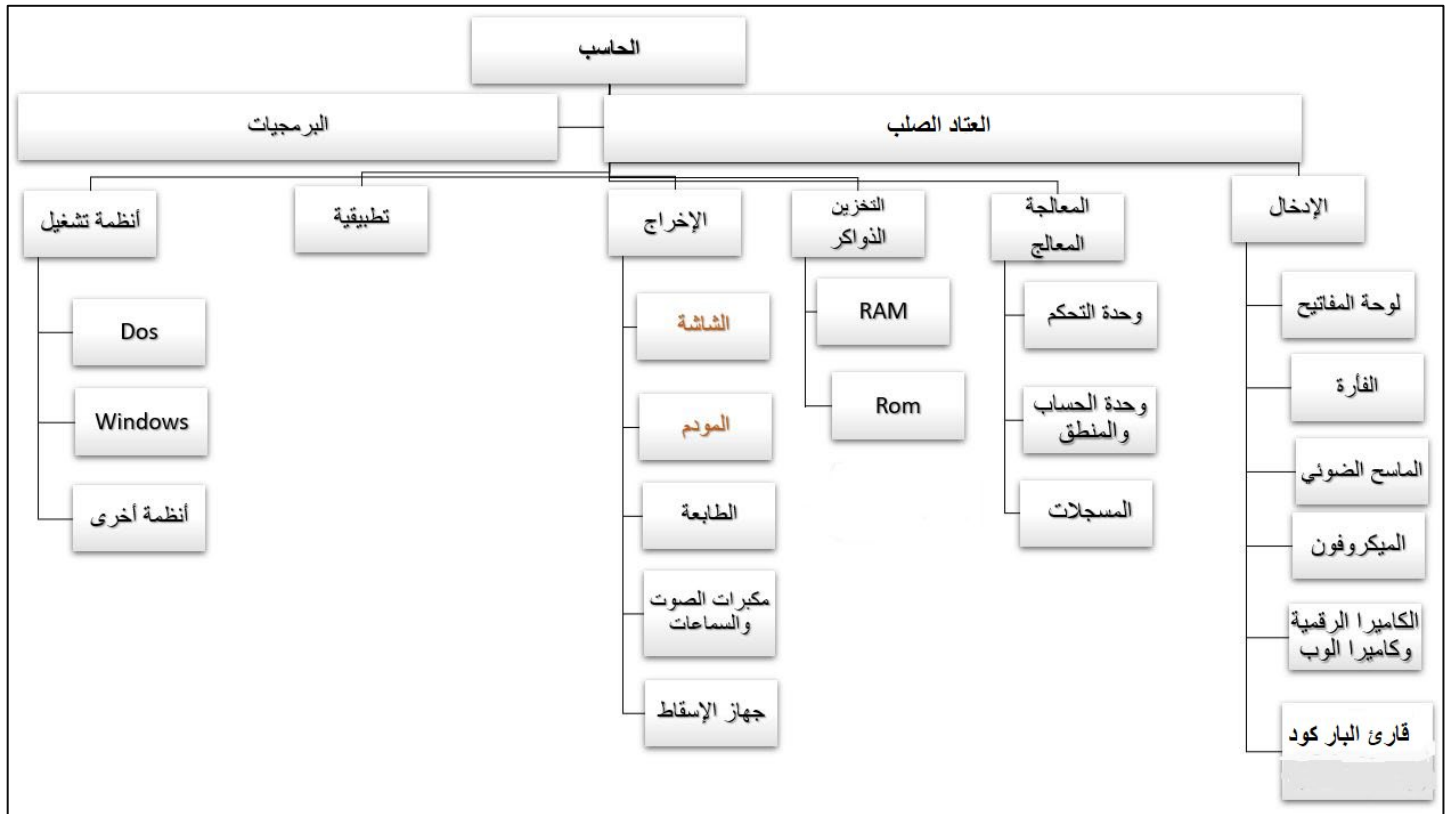 الحاسب
العتاد الصلب
البرمجيات
الإدخال
لوحة المفاتيح
الفأرة
الماسح الضوئي
الميكروفون
الكاميرا الرقمية
وكاميرا الوب
قارئ البار كود
المعالجة
المعالج
وحدة التحكم
وحدة الحساب
والمنطق
المسجلات
التخزين
الذواكر
RAM
Rom
الإخراج
الشاشة
المودم
الطابعة
مكبرات الصوت
والسماعات
جهاز الإسقاط
تطبيقية
أنظمة تشغيل
Dos
Windows
أنظمة أخرى